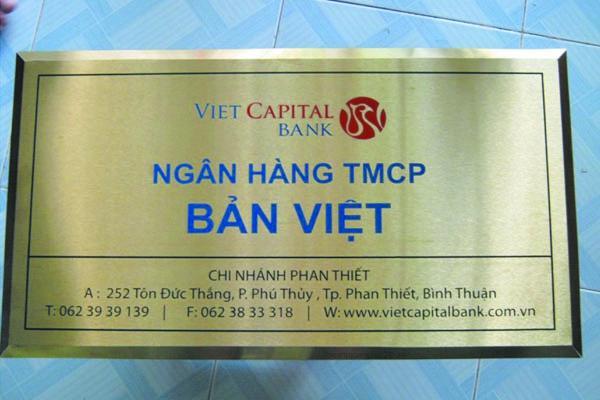 VIET CAPITAL
BANK
NGÂN HÀNG TMCP
BẢN VIỆT
CHI NHÁNH PHAN THIẾT
A : 252 Tôn Đức Thắng, P. Phú Thủy , Tp. Phan Thiết, Bình Thuận
T: 062 39 39 139 | F: 062 38 33 318 | W: www.vietcapitalbank.com.vn